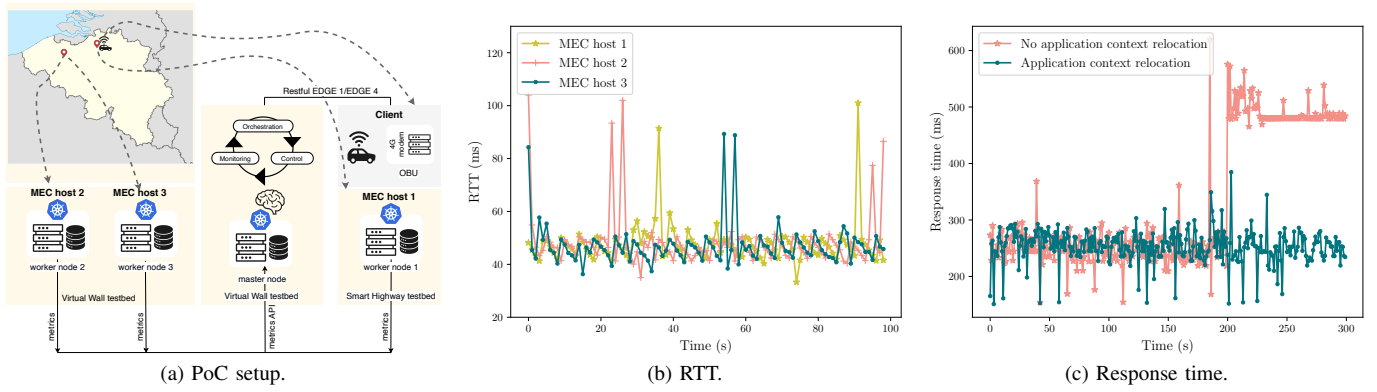 Restful EDGE 1/EDGE 4
Client
4G
modem
OBU
Orchestration
Monitoring
Control
MEC host 2
MEC host 3
MEC host 1
worker node 2
worker node 3
master node
worker node 1
Virtual Wall testbed
Virtual Wall testbed
Smart Highway testbed
metrics
metrics
metrics API
metrics
(a) PoC setup.
MEC host 1
MEC host 2
MEC host 3
RTT (ms)
120
100
80
60
40
20
0
20
40
60
80
100
Time (s)
(b) RTT.
No application context relocation
Application context relocation
Response time (ms)
600
500
400
300
200
0
50
100
150
200
250
300
Time (s)
(c) Response time.